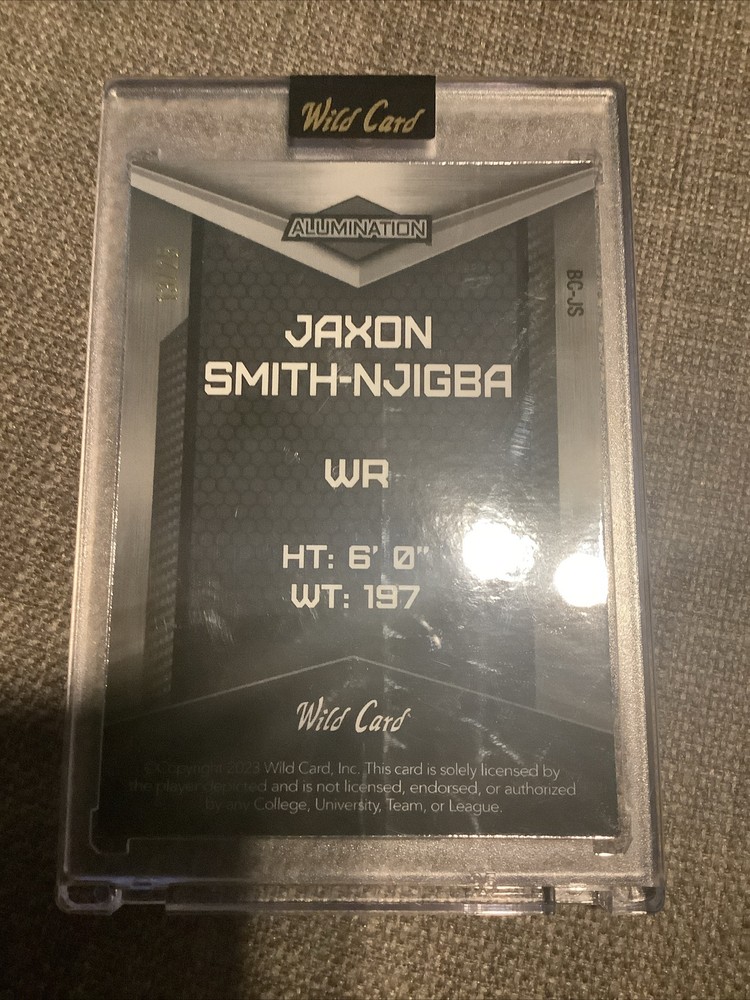 Wild Card
ALUMINATION
BC-JS
JAXON
SMITH-NJIGBA
WR
HT: 6' 0"
WT: 197
Wild Card
©Copyright 2023 Wild Card, Inc. This card is solely licensed by
the player depicted and is not licensed, endorsed, or authorized
by any College, University, Team, or League.